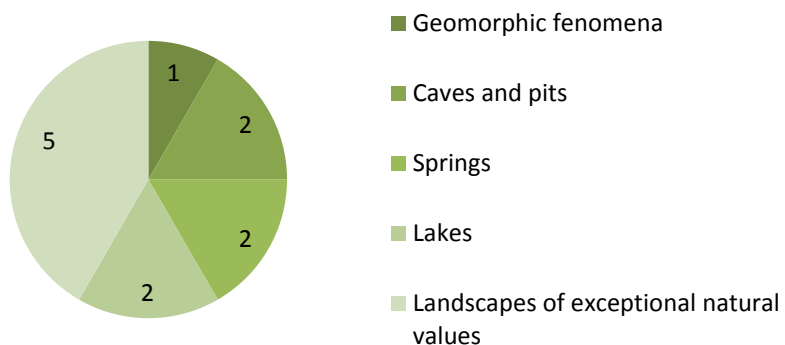 1
2
2
2
5
Geomorphic fenomena
Caves and pits
Springs
Lakes
Landscapes of exceptional natural
values